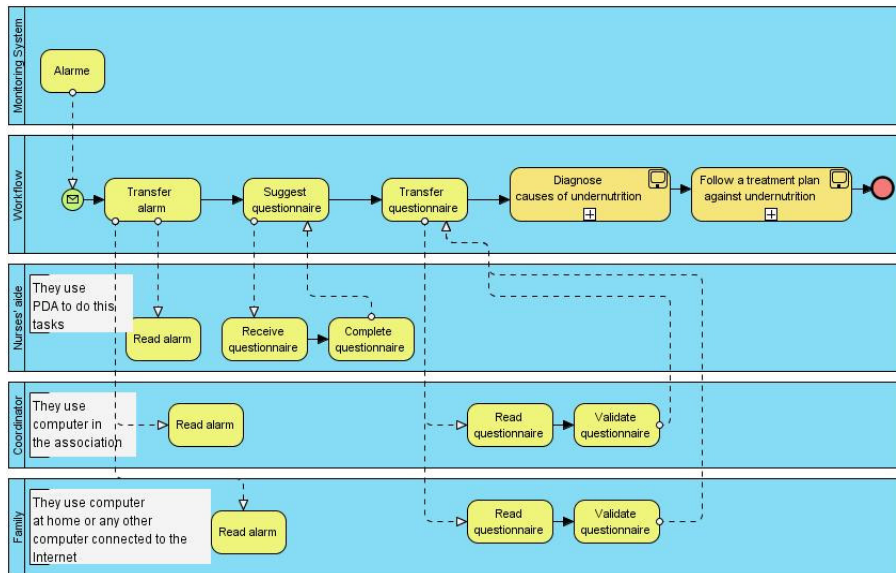 Monitoring System
Alarme
Workflow
Transfer
alarm
Suggest
questionnaire
Transfer
questionnaire
Diagnose
causes of undernutrition
Follow a treatment plan
against undernutrition
Nurses' aide
They use
PDA to do this
tasks
Read alarm
Receive
questionnaire
Complete
questionnaire
Coordinator
They use
computer in
the association
Read alarm
Read
questionnaire
Validate
questionnaire
Family
They use computer
at home or any other
computer connected to the
Internet
Read alarm
Read
questionnaire
Validate
questionnaire